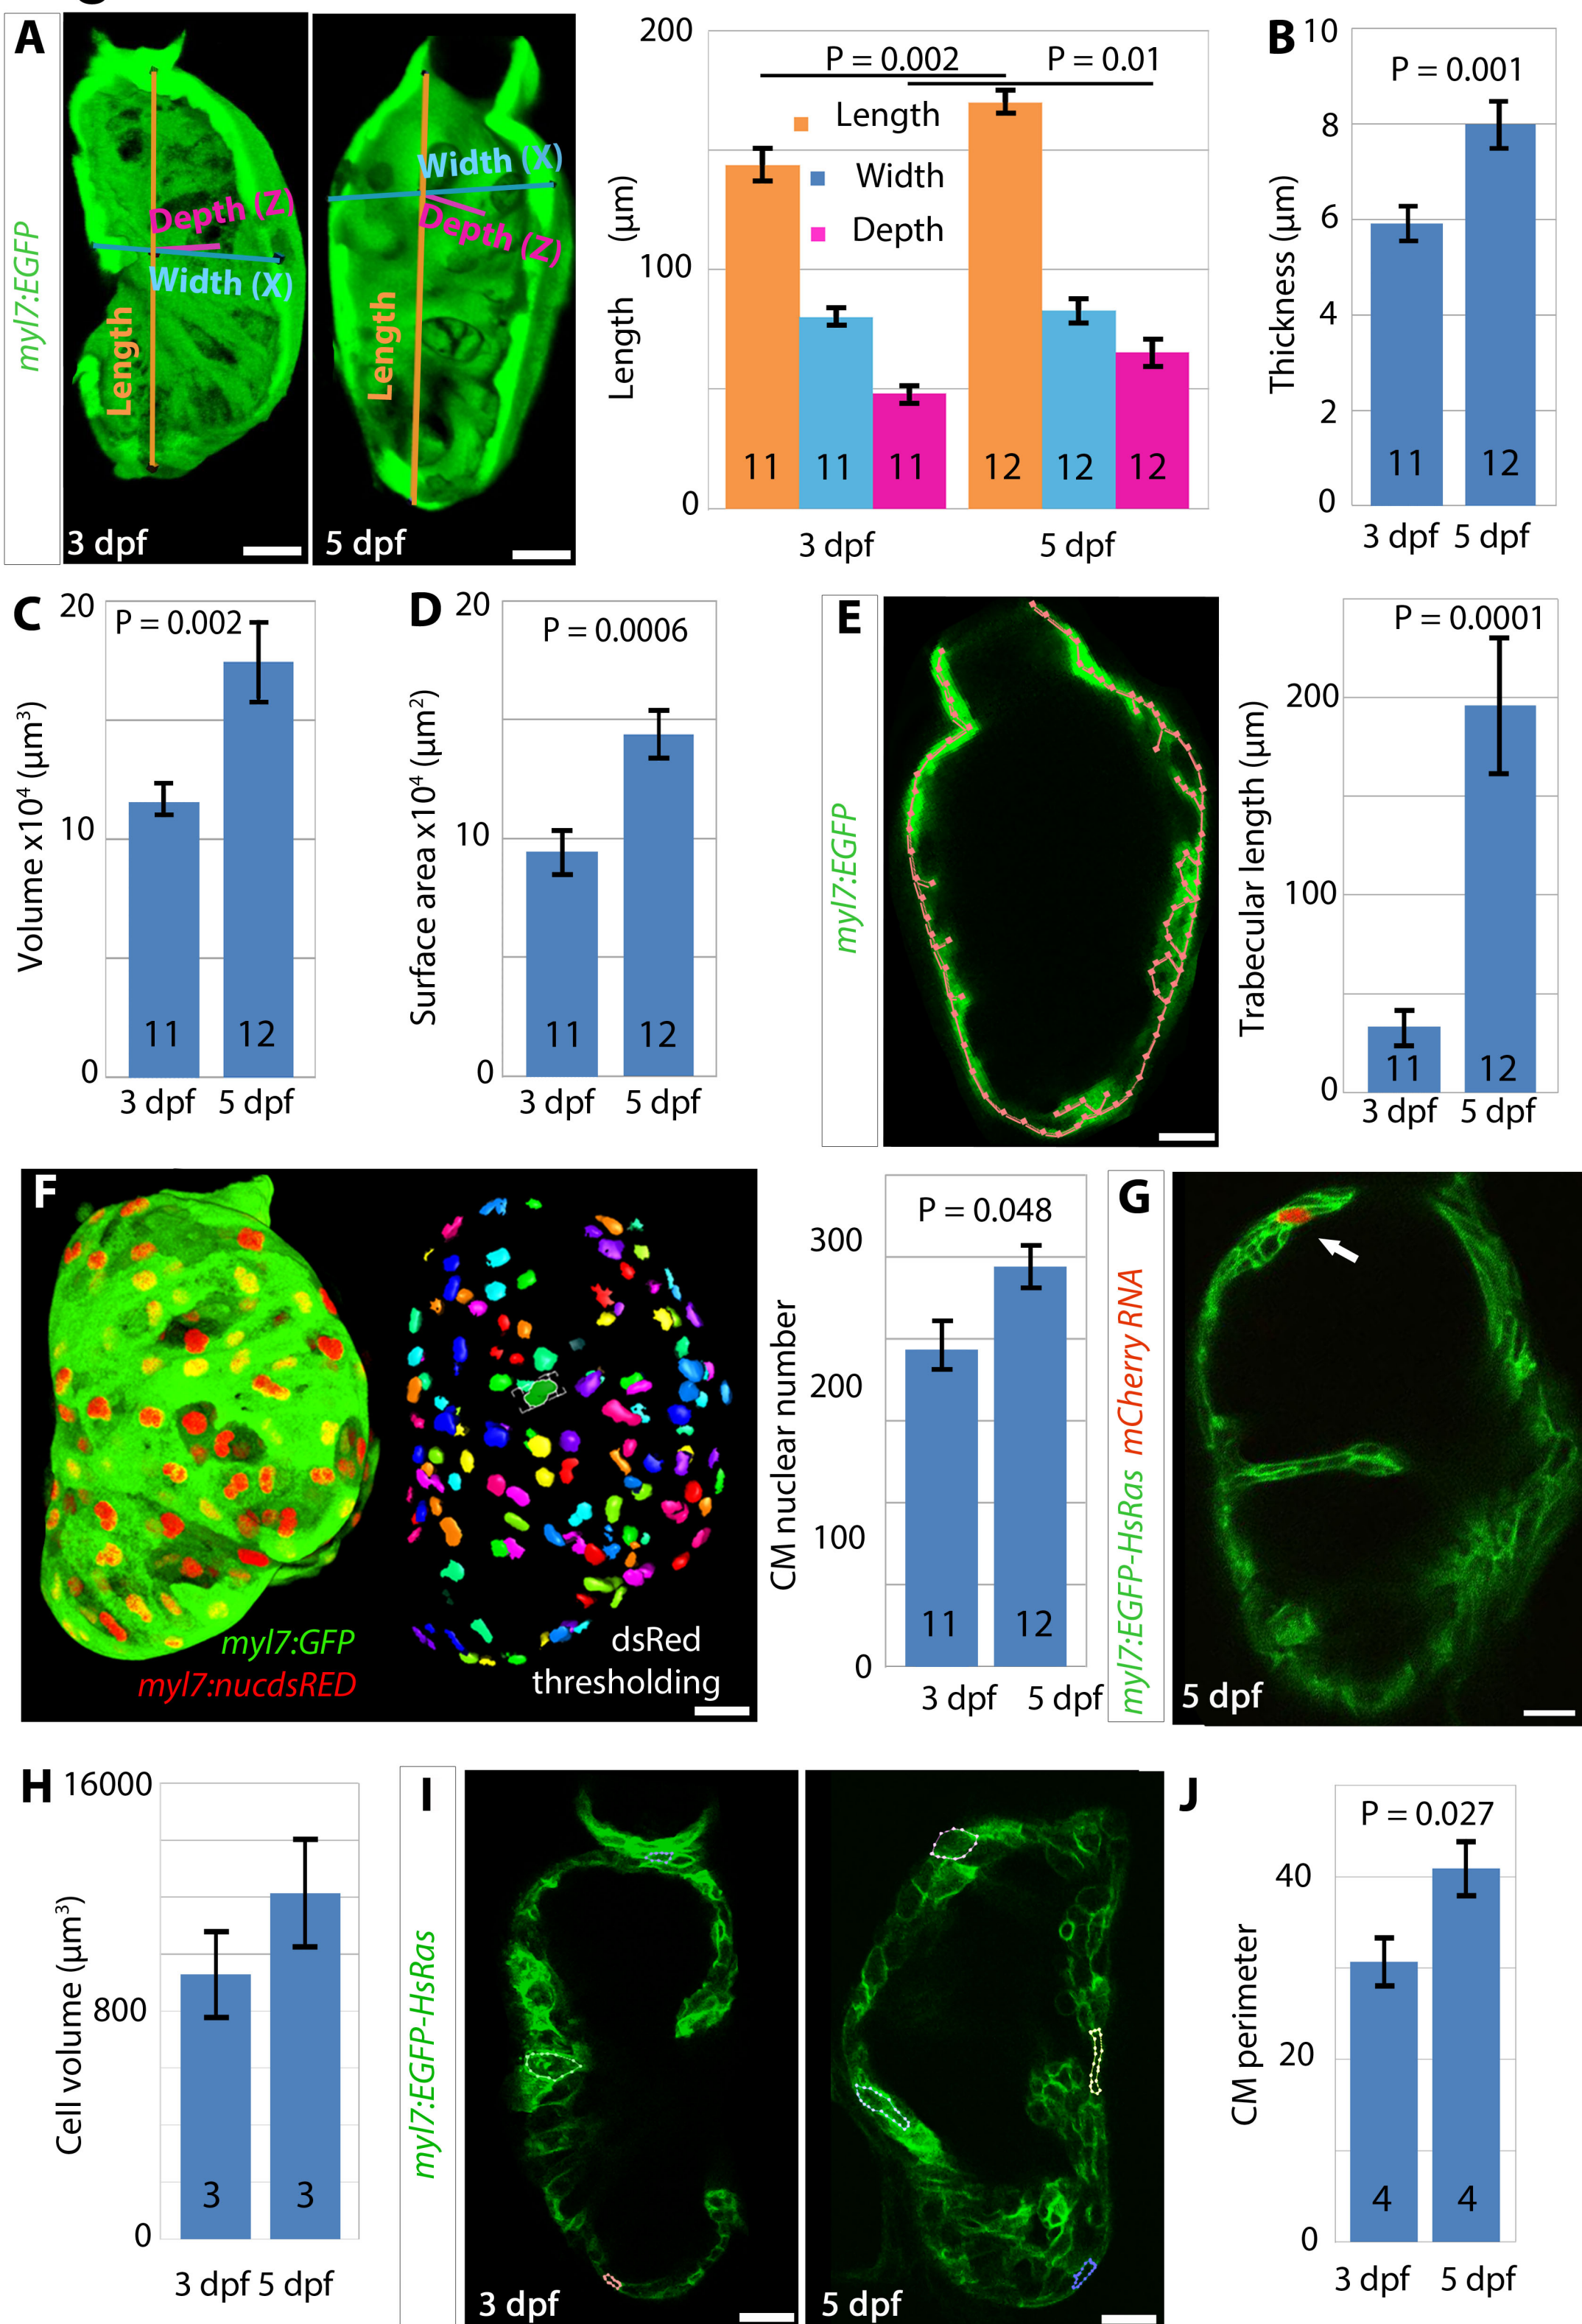 A
myl7:EGFP
Depth (Z)
Width (X)
Length
3 dpf
Width (X)
Depth (Z)
Length
5 dpf
200
100
0
Length (μm)
P = 0.002
P = 0.01
Length
Width
Depth
11
11
11
12
12
12
3 dpf
5 dpf
B
10
8
6
4
2
0
Thickness (μm)
P = 0.001
11
12
3 dpf 5 dpf
C
20
10
0
Volume x10⁴ (μm³)
P = 0.002
11
12
3 dpf 5 dpf
D
20
10
0
Surface area x10⁴ (μm²)
P = 0.0006
11
12
3 dpf 5 dpf
E
myl7:EGFP
200
100
0
Trabecular length (μm)
P = 0.0001
11
12
3 dpf 5 dpf
F
myl7:GFP
myl7:nucdsRED
dsRed
thresholding
300
200
100
0
CM nuclear number
P = 0.048
11
12
3 dpf 5 dpf
G
myl7:EGFP-HsRas mCherry RNA
5 dpf
H
16000
800
0
Cell volume (μm³)
3
3
3 dpf 5 dpf
I
myl7:EGFP-HsRas
3 dpf
5 dpf
J
40
20
0
CM perimeter
P = 0.027
4
4
3 dpf 5 dpf